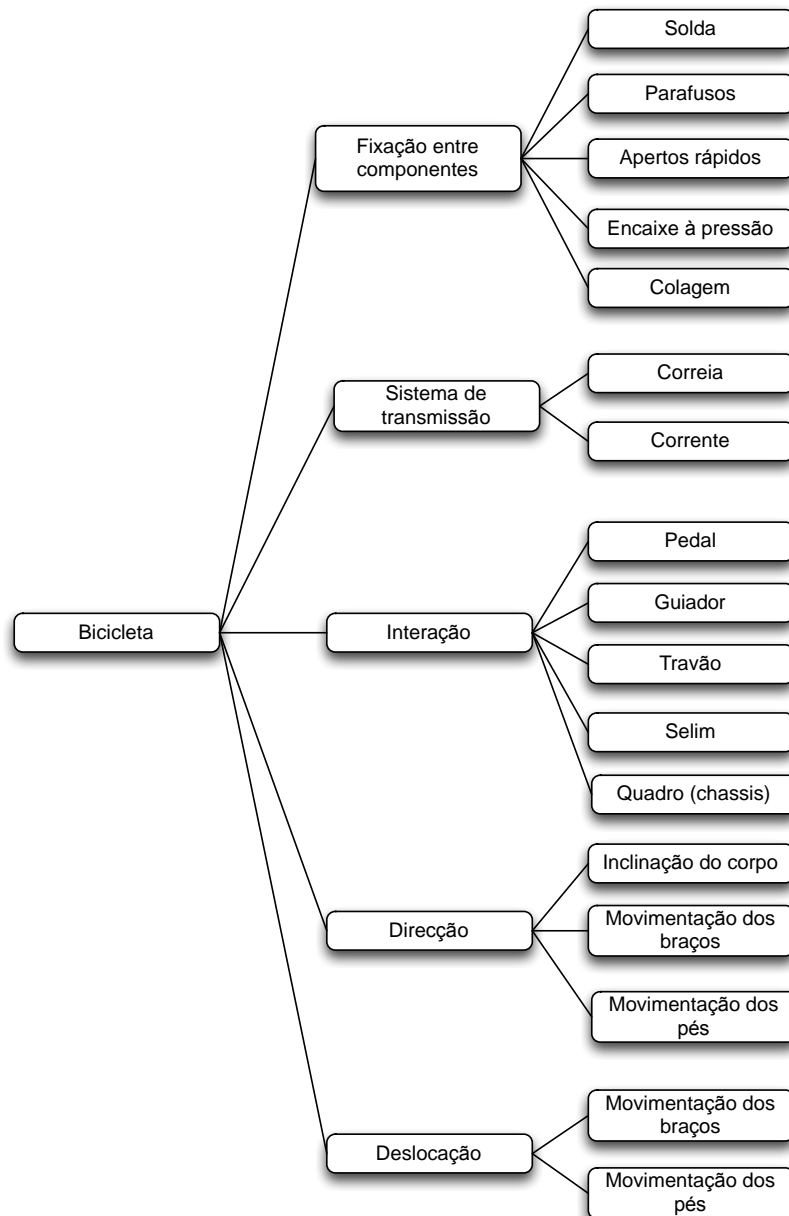 Solda
Parafusos
Fixação entre
componentes
Apertos rápidos
Encaixe à pressão
Colagem
Correia
Sistema de
transmissão
Corrente
Pedal
Guiador
Bicicleta
Interação
Travão
Selim
Quadro (chassis)
Inclinação do corpo
Direcção
Movimentação dos
braços
Movimentação dos
pés
Movimentação dos
braços
Deslocação
Movimentação dos
pés